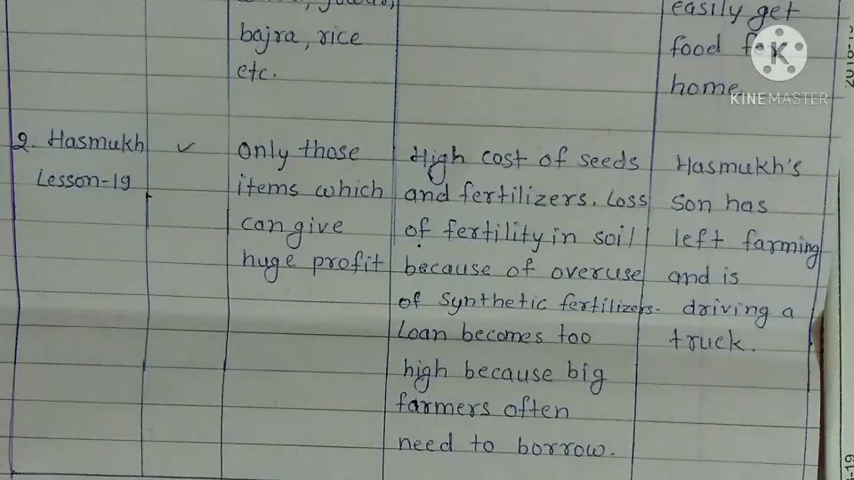 easily get
bajra, rice
food for
etc.
home.
K
KINEMASTER
2. Hasmukh
Lesson-19
✓
Only those
items which
can give
huge profit
High cost of seeds
and fertilizers. Loss
of fertility in soil
because of overuse
of synthetic fertilizers.
Loan becomes too
high because big
farmers often
need to borrow.
Hasmukh's
son has
left farming
and is
driving a
truck.